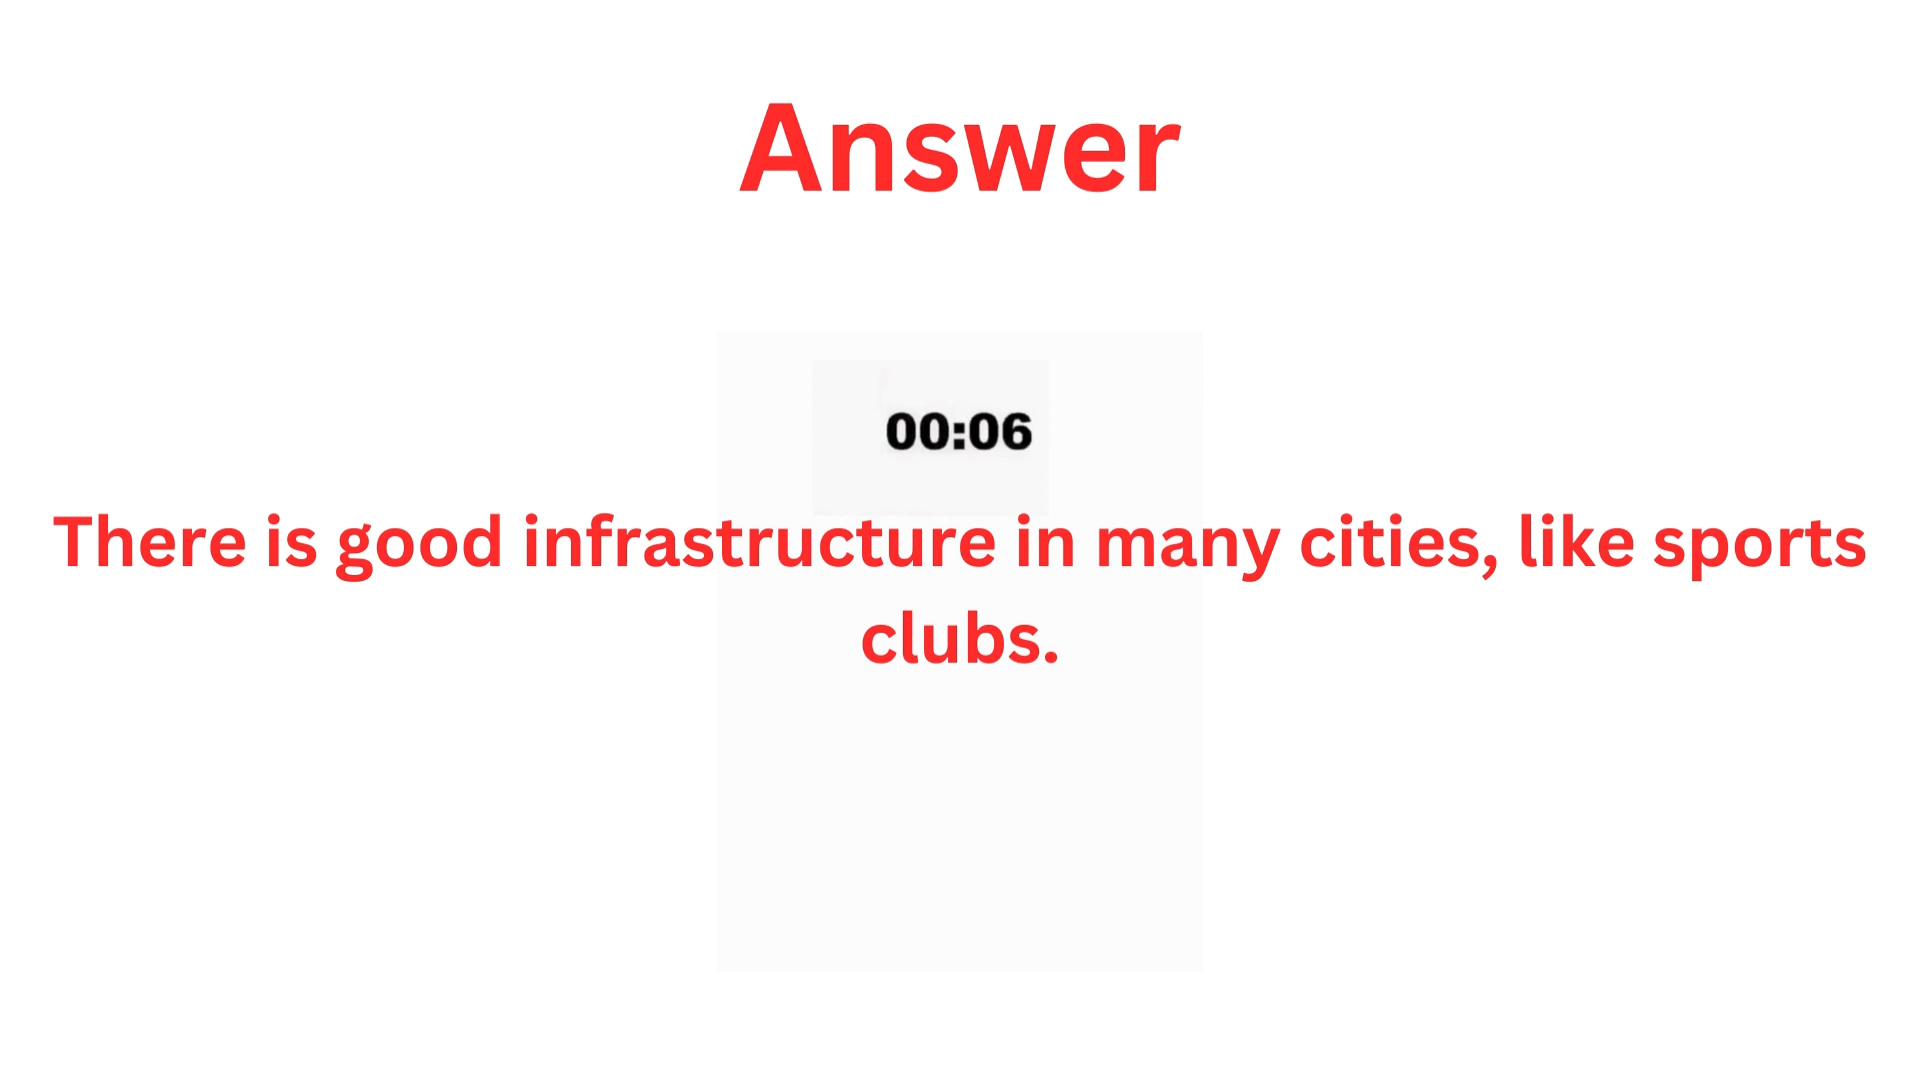 Answer
00:06
There is good infrastructure in many cities, like sports
clubs.